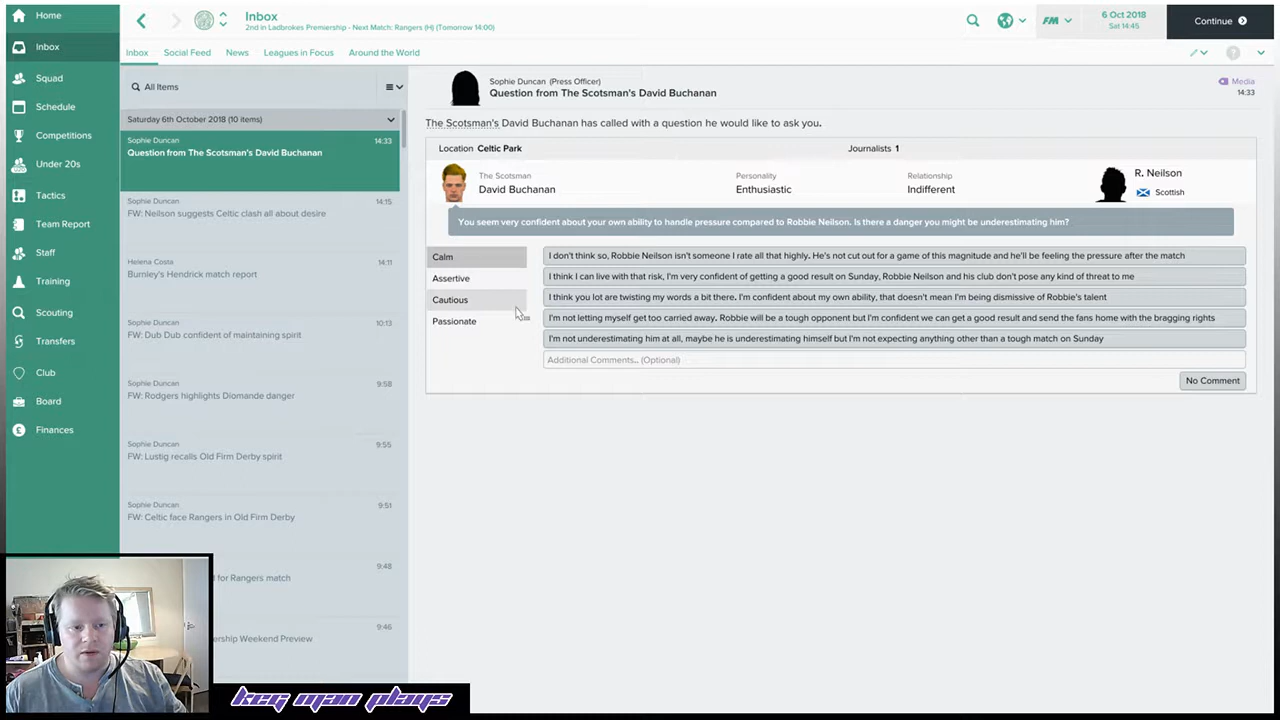 Home
Inbox
Squad
Schedule
Competitions
Under 20s
Tactics
Team Report
Staff
Training
Scouting
Transfers
Club
Board
Finances
Inbox
2nd in Ladbrokes Premiership - Next Match: Rangers (H) (Tomorrow 14:00)
FM
6 Oct 2018
Sat 14:45
Continue
Inbox
Social Feed
News
Leagues in Focus
Around the World
All Items
Saturday 6th October 2018 (10 items)
Sophie Duncan 14:33
Question from The Scotsman's David Buchanan
Sophie Duncan 14:15
FW: Neilson suggests Celtic clash all about desire
Helena Costa 14:11
Burnley's Hendrick match report
Sophie Duncan 10:13
FW: Dub Dub confident of maintaining spirit
Sophie Duncan 9:58
FW: Rodgers highlights Diomande danger
Sophie Duncan 9:55
FW: Lustig recalls Old Firm Derby spirit
Sophie Duncan 9:51
FW: Celtic face Rangers in Old Firm Derby
9:48
for Rangers match
9:46
Weekend Preview
Sophie Duncan (Press Officer)
Question from The Scotsman's David Buchanan
Media
14:33
The Scotsman's David Buchanan has called with a question he would like to ask you.
Location Celtic Park
Journalists 1
The Scotsman
David Buchanan
Personality
Enthusiastic
Relationship
Indifferent
R. Neilson
Scottish
You seem very confident about your own ability to handle pressure compared to Robbie Neilson. Is there a danger you might be underestimating him?
Calm
Assertive
Cautious
Passionate
I don't think so, Robbie Neilson isn't someone I rate all that highly. He's not cut out for a game of this magnitude and he'll be feeling the pressure after the match
I think I can live with that risk, I'm very confident of getting a good result on Sunday, Robbie Neilson and his club don't pose any kind of threat to me
I think you lot are twisting my words a bit there. I'm confident about my own ability, that doesn't mean I'm being dismissive of Robbie's talent
I'm not letting myself get too carried away. Robbie will be a tough opponent but I'm confident we can get a good result and send the fans home with the bragging rights
I'm not underestimating him at all, maybe he is underestimating himself but I'm not expecting anything other than a tough match on Sunday
Additional Comments... (Optional)
No Comment
keg man plays